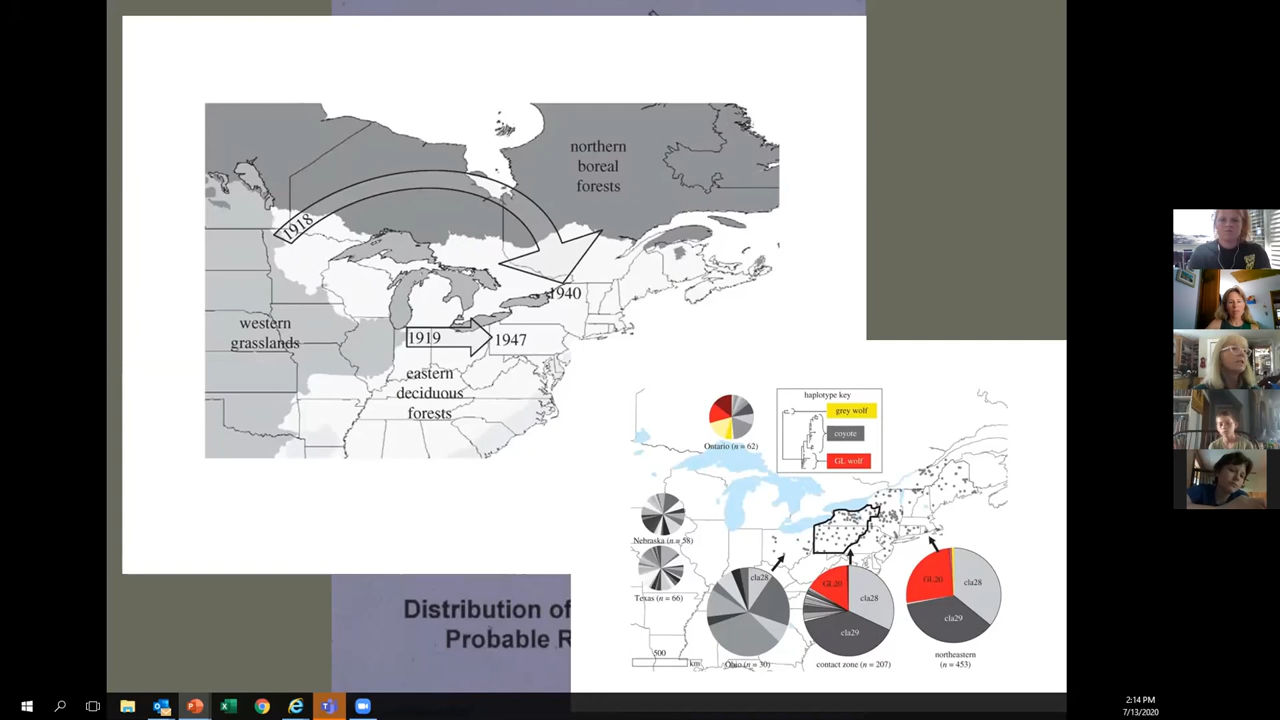 northern
boreal
forests
1918
1940
western
grasslands
1919
1947
eastern
deciduous
forests
haplotype key
grey wolf
coyote
GL wolf
Ontario (n = 62)
Nebraska (n = 58)
Texas (n = 66)
cla28
GL20
cla28
cla29
GL20
cla28
cla29
500
km
Ohio (n = 30)
contact zone (n = 207)
northeastern
(n = 453)
Distribution of
Probable R
2:14 PM
7/13/2020